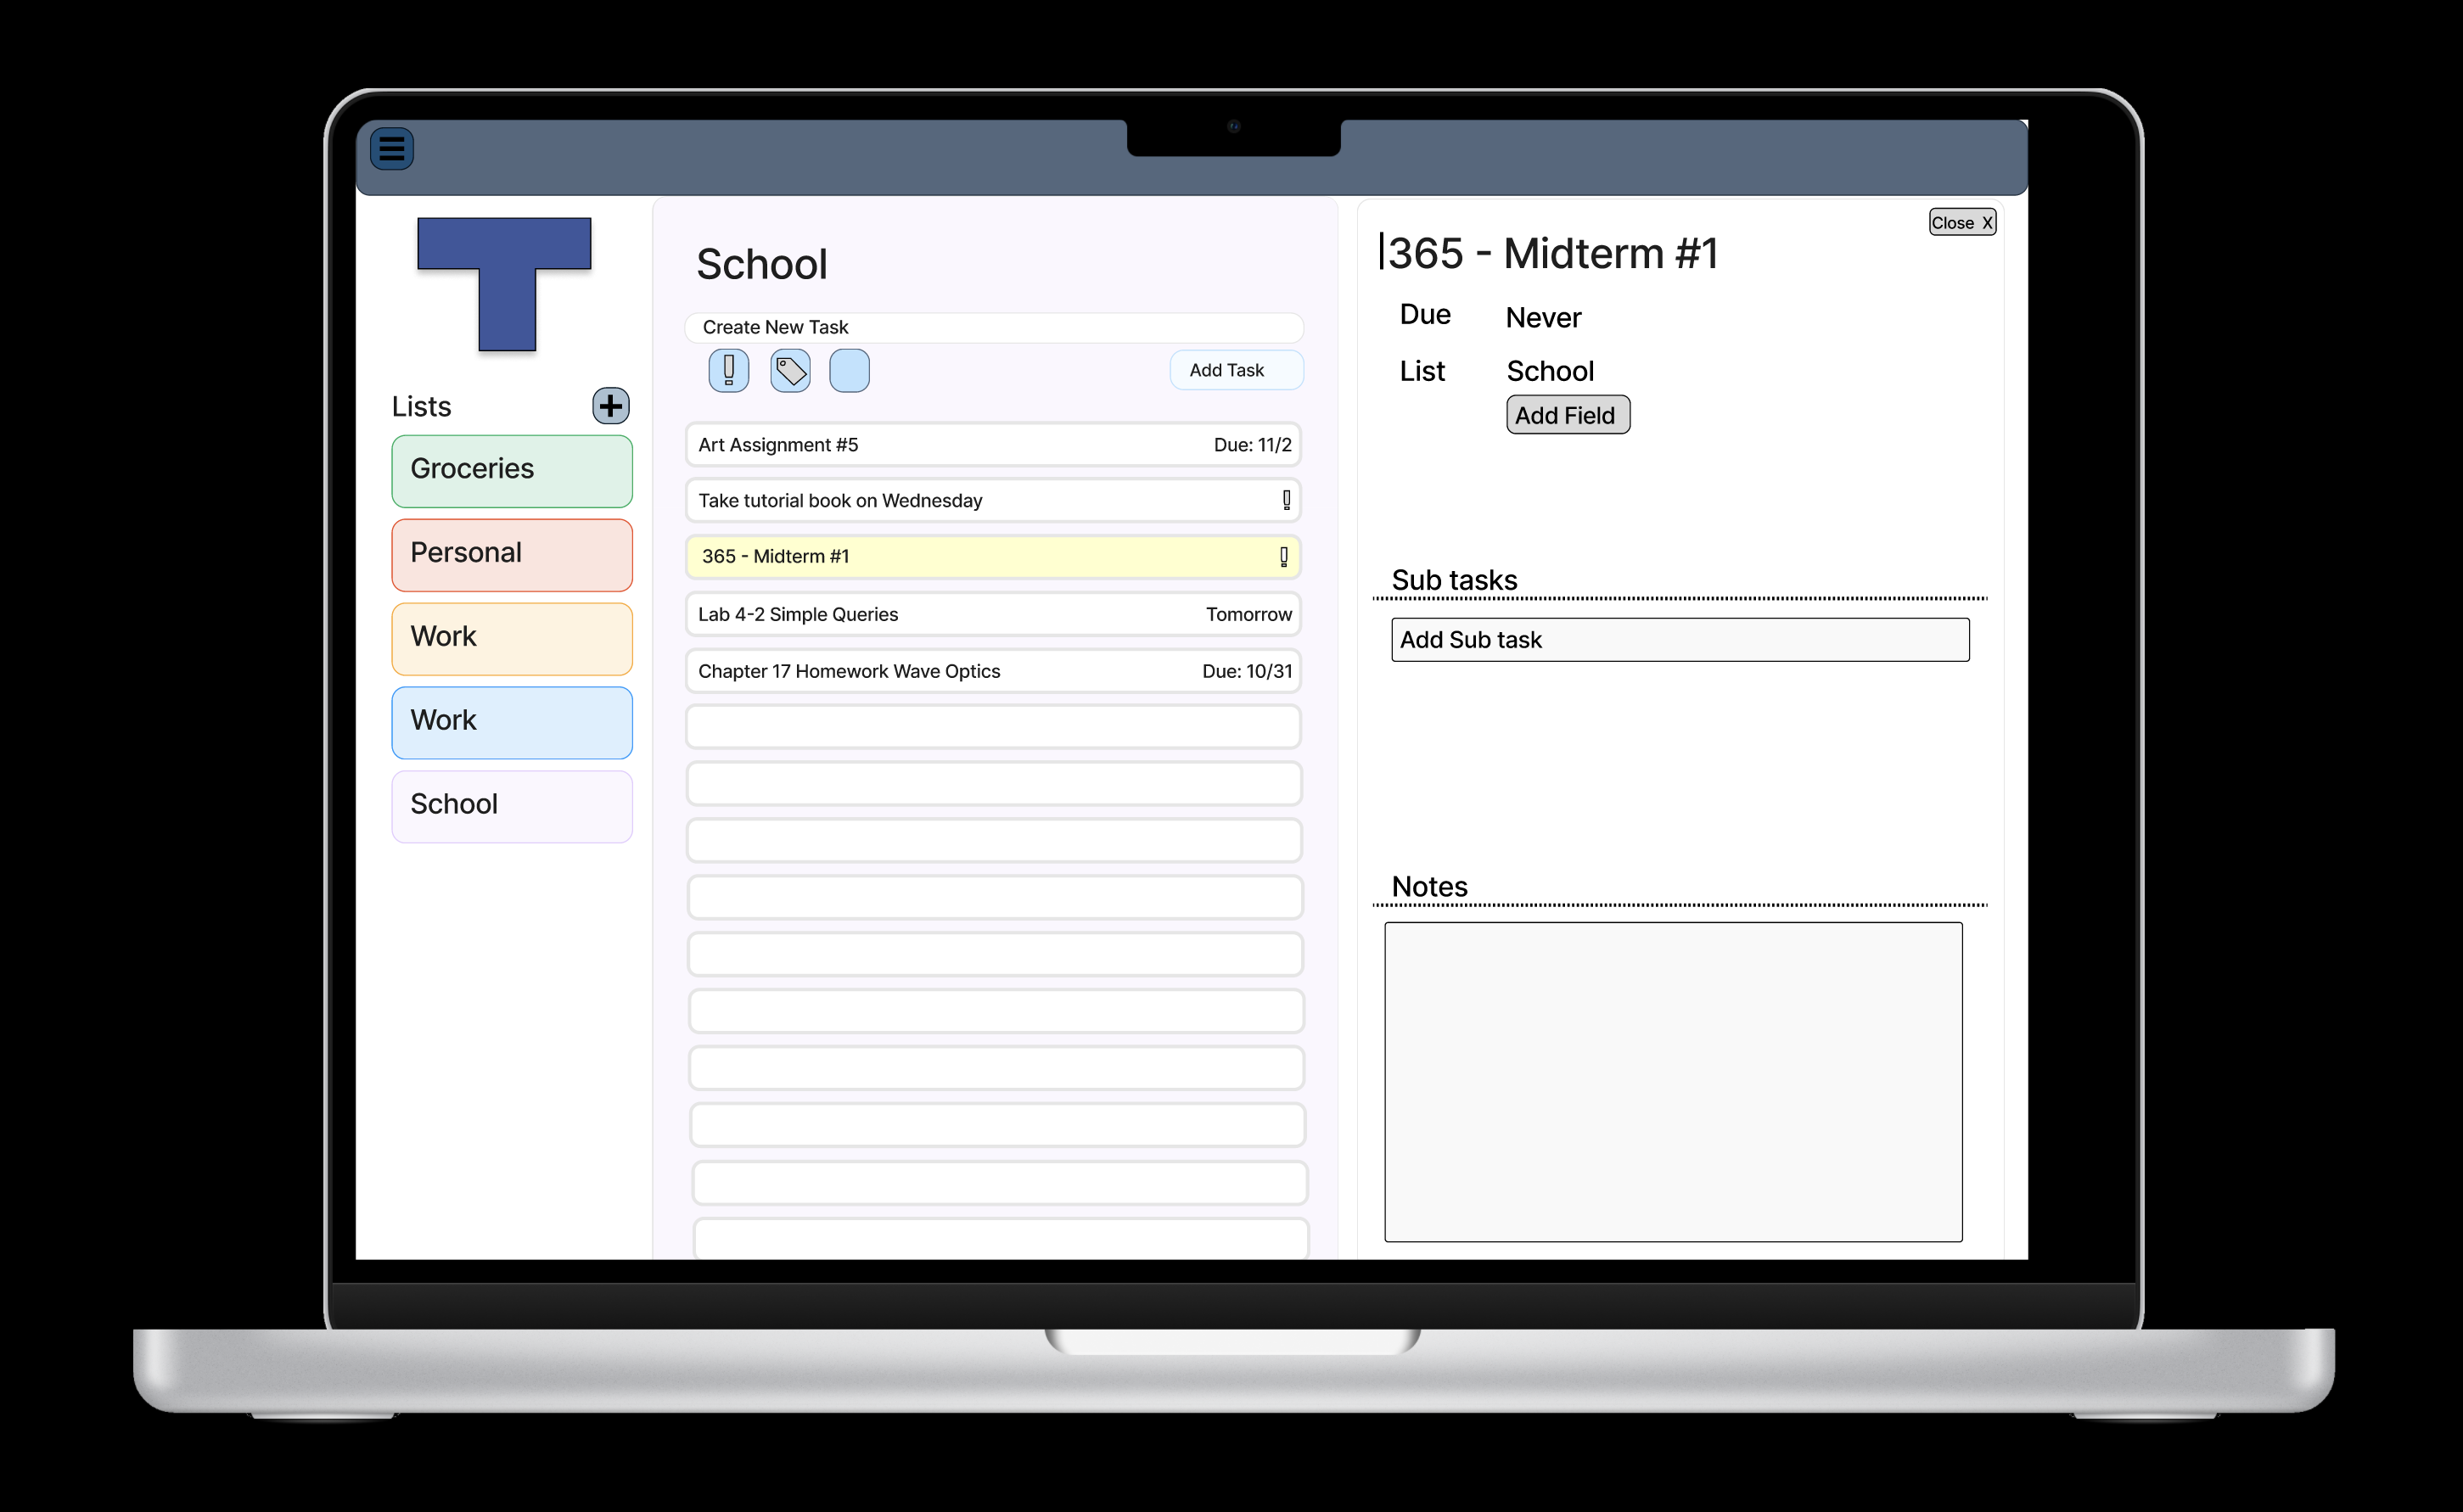 T
Lists
Groceries
Personal
Work
Work
School
School
Create New Task
Add Task
Art Assignment #5 Due: 11/2
Take tutorial book on Wednesday !
365 - Midterm #1 !
Lab 4-2 Simple Queries Tomorrow
Chapter 17 Homework Wave Optics Due: 10/31
Close X
365 - Midterm #1
Due Never
List School
Add Field
Sub tasks
Add Sub task
Notes